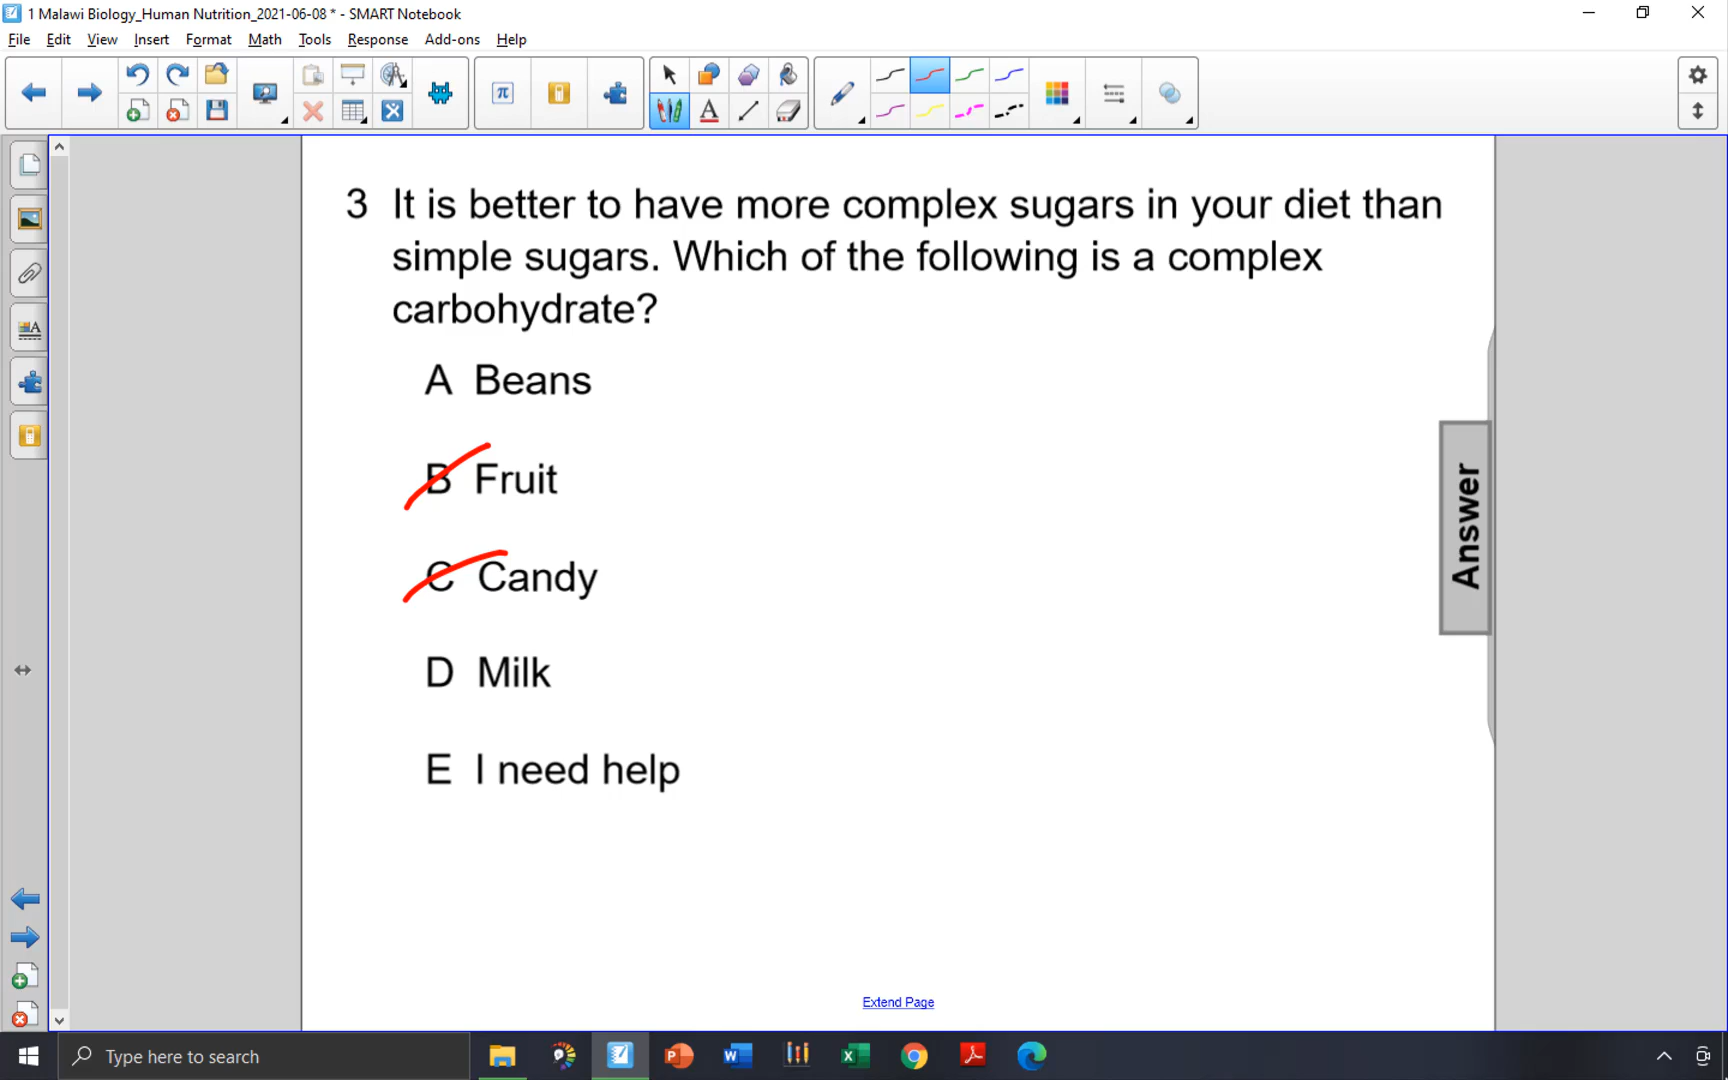 1 Malawi Biology_Human Nutrition_2021-06-08 * - SMART Notebook
File Edit View Insert Format Math Tools Response Add-ons Help
3 It is better to have more complex sugars in your diet than
simple sugars. Which of the following is a complex
carbohydrate?
A Beans
B Fruit
C Candy
D Milk
E I need help
Answer
Extend Page
Type here to search